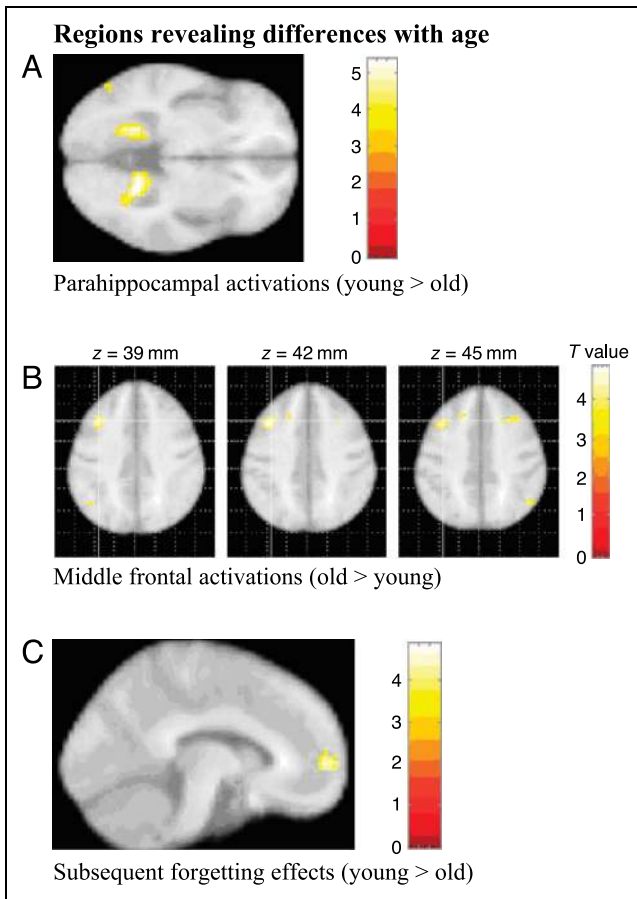 Regions revealing differences with age
A
5
4
3
2
1
0
Parahippocampal activations (young > old)
B
z = 39 mm
z = 42 mm
z = 45 mm
T value
4
3
2
1
0
Middle frontal activations (old > young)
C
4
3
2
1
0
Subsequent forgetting effects (young > old)